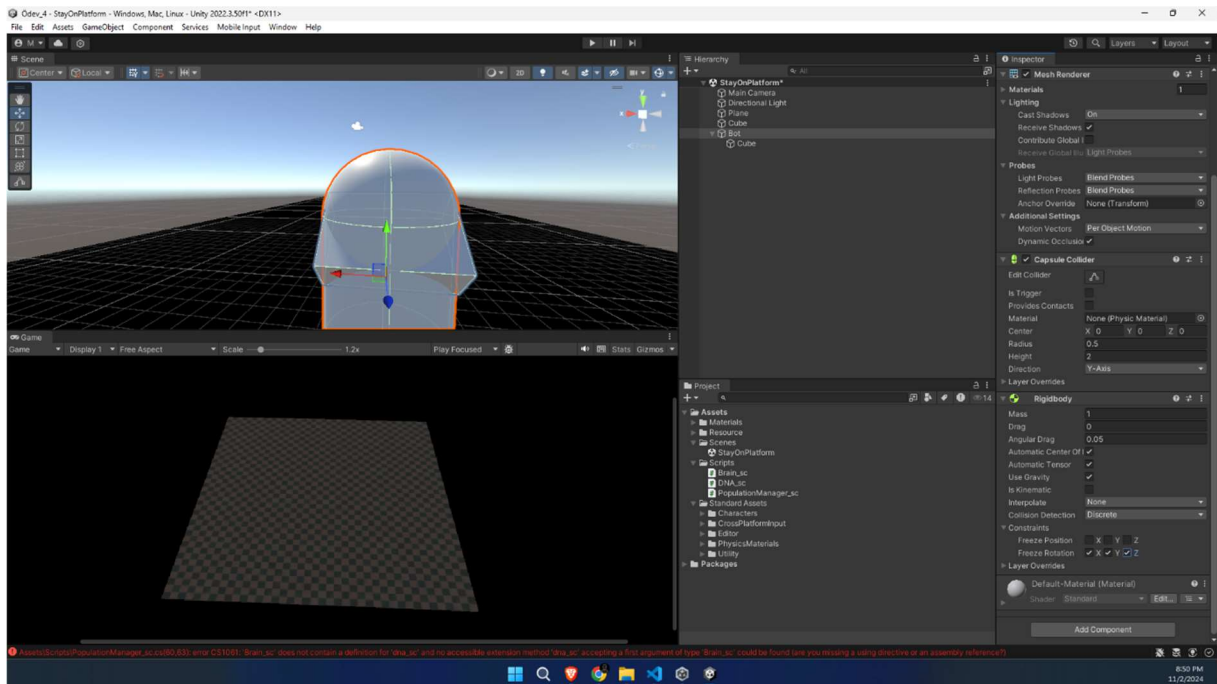 Ödev_4 - StayOnPlatform - Windows, Mac, Linux - Unity 2022.3.50f1* <DX11>
File Edit Assets GameObject Component Services Mobile Input Window Help
M
Layers Layout
Scene
Center Local
2D
y
x
Game
Game Display 1 Free Aspect Scale 1.2x Play Focused Stats Gizmos
Hierarchy
All
StayOnPlatform*
Main Camera
Directional Light
Plane
Cube
Bot
Cube
Project
14
Assets
Materials
Resource
Scenes
StayOnPlatform
Scripts
Brain_sc
DNA_sc
PopulationManager_sc
Standard Assets
Characters
CrossPlatformInput
Editor
PhysicsMaterials
Utility
Packages
Inspector
Mesh Renderer
Materials 1
Lighting
Cast Shadows On
Receive Shadows
Contribute Global I
Receive Global Illu Light Probes
Probes
Light Probes Blend Probes
Reflection Probes Blend Probes
Anchor Override None (Transform)
Additional Settings
Motion Vectors Per Object Motion
Dynamic Occlusio
Capsule Collider
Edit Collider
Is Trigger
Provides Contacts
Material None (Physic Material)
Center X 0 Y 0 Z 0
Radius 0.5
Height 2
Direction Y-Axis
Layer Overrides
Rigidbody
Mass 1
Drag 0
Angular Drag 0.05
Automatic Center Of
Automatic Tensor
Use Gravity
Is Kinematic
Interpolate None
Collision Detection Discrete
Constraints
Freeze Position X Y Z
Freeze Rotation X Y Z
Layer Overrides
Default-Material (Material)
Shader Standard Edit...
Add Component
Assets\Scripts\PopulationManager_sc.cs(60,63): error CS1061: 'Brain_sc' does not contain a definition for 'dna_sc' and no accessible extension method 'dna_sc' accepting a first argument of type 'Brain_sc' could be found (are you missing a using directive or an assembly reference?)
8:50 PM
11/2/2024